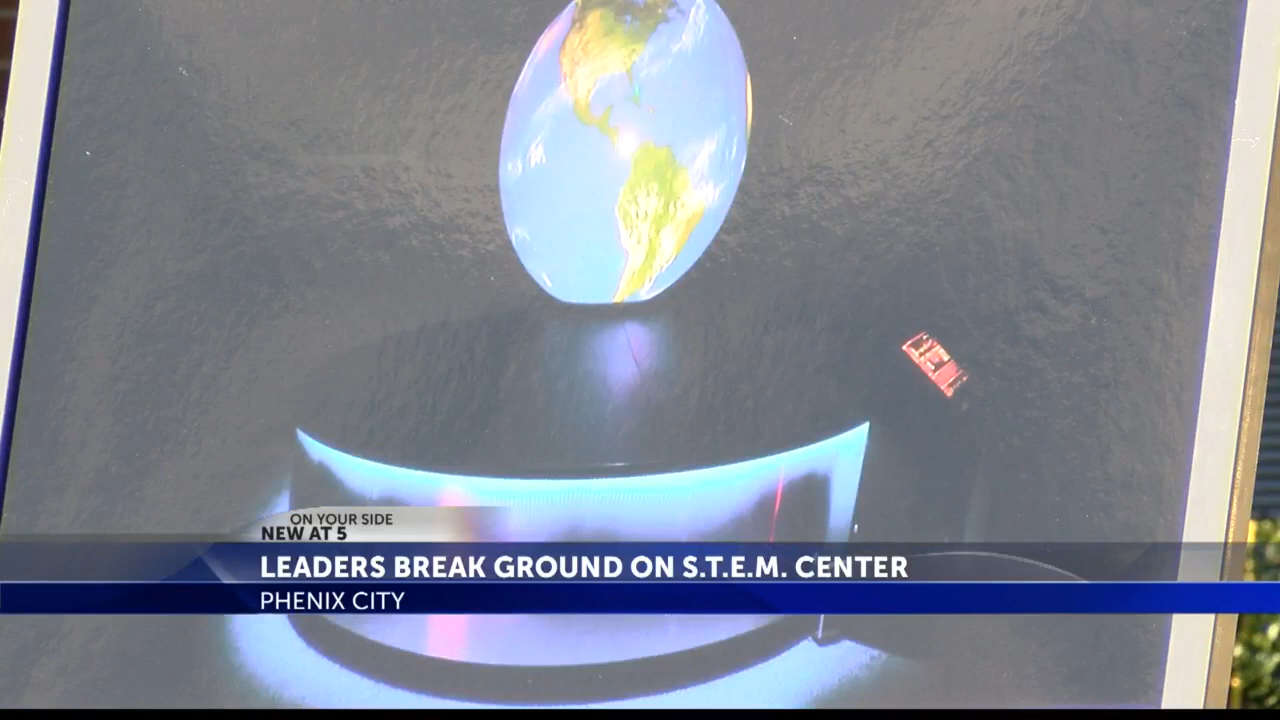 ON YOUR SIDE
NEW AT 5
LEADERS BREAK GROUND ON S.T.E.M. CENTER
PHENIX CITY